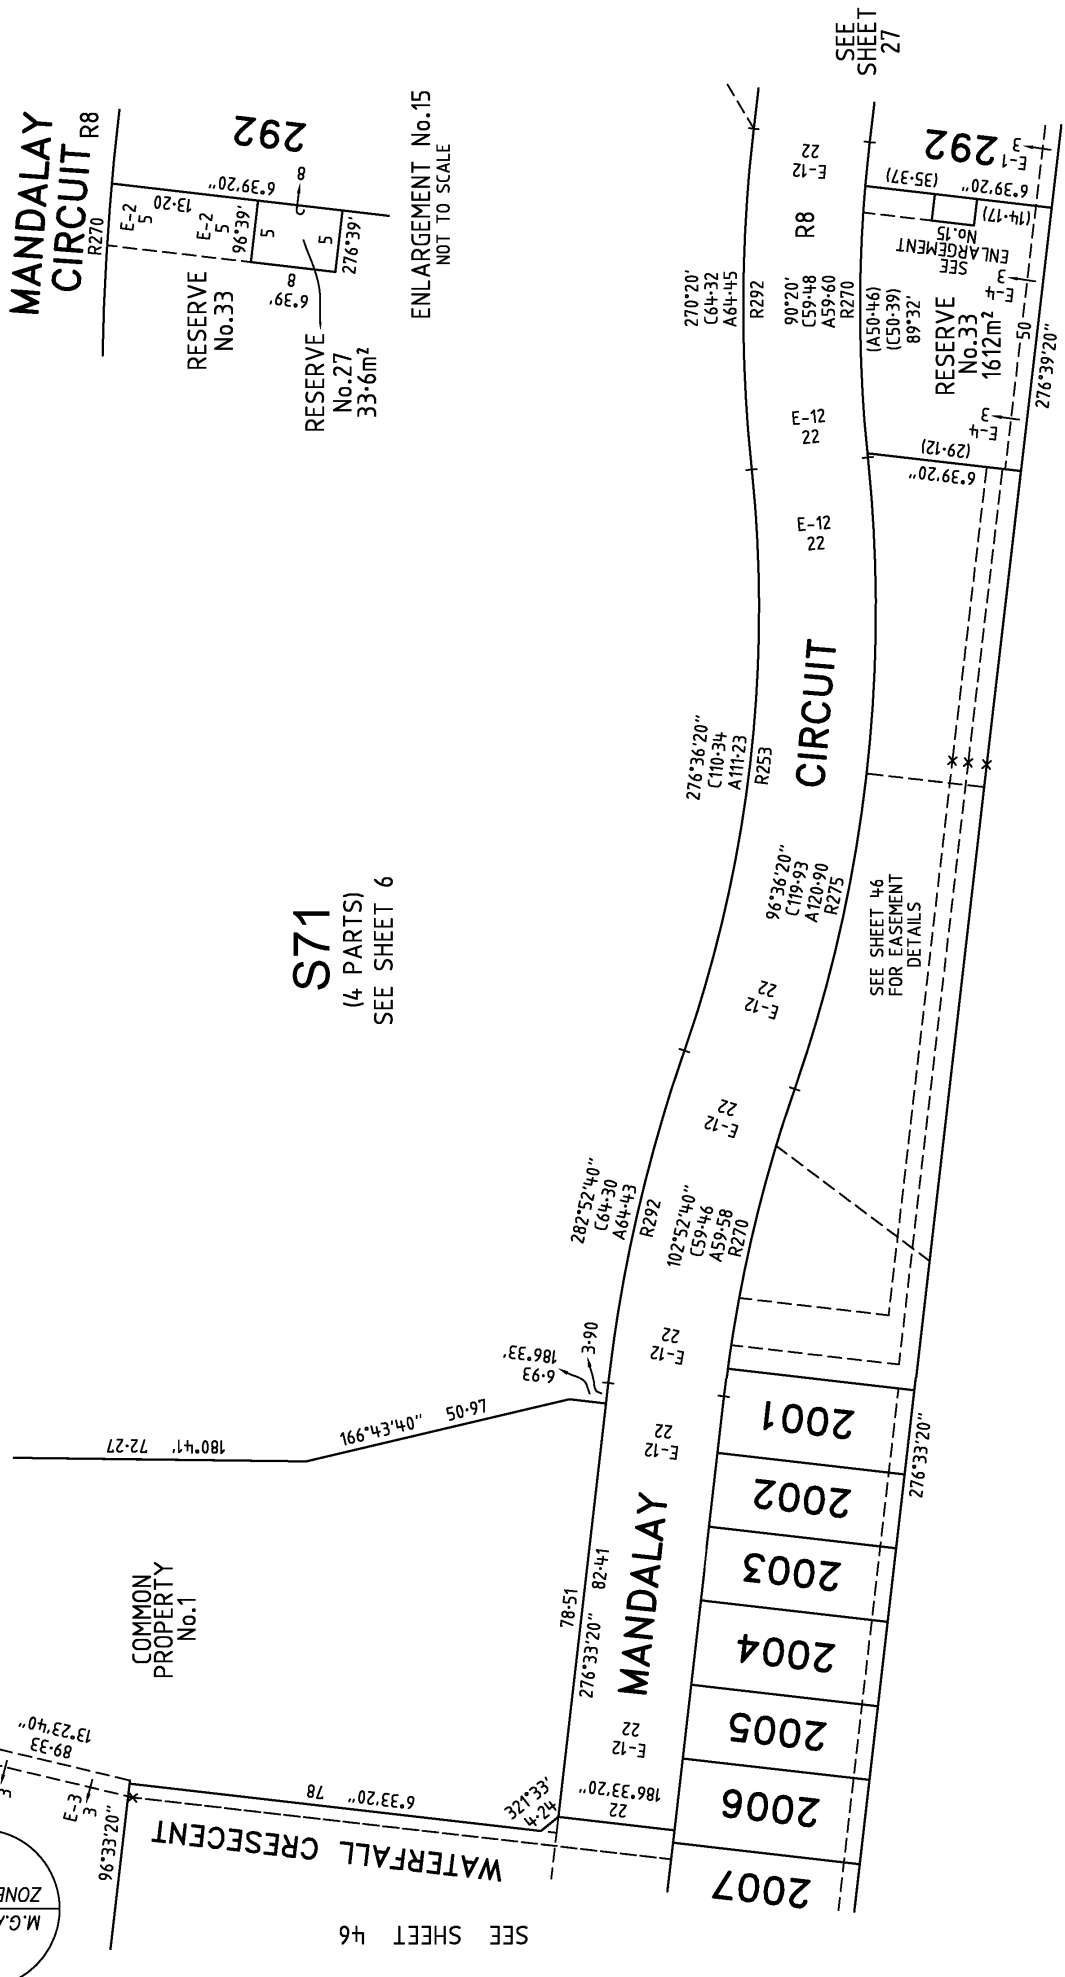 MANDALAY
CIRCUIT R8
R270
E-2
5
13·20
6°39'20"
292
E-2
5
96°39'
5
8
5
276°39'
8
6°39'
RESERVE
No.33
RESERVE
No.27
33·6m²
ENLARGEMENT No.15
NOT TO SCALE
SEE
SHEET
27
E-12
22
R8
270°20'
C64·32
A64·45
R292
90°20'
C59·48
A59·60
R270
(A50·46)
(C50·39)
89°32'
(35·37)
292
E-1
3
6°39'20"
(14·17)
SEE
ENLARGEMENT
No.15
E-4
3
RESERVE
No.33
1612m²
50
276°39'20"
E-4
3
(29·12)
6°39'20"
E-12
22
E-12
22
CIRCUIT
276°36'20"
C110·34
A111·23
R253
96°36'20"
C119·93
A120·90
R275
SEE SHEET 46
FOR EASEMENT
DETAILS
S71
(4 PARTS)
SEE SHEET 6
E-12
22
E-12
22
282°52'40"
C64·30
A64·43
R292
102°52'40"
C59·46
A59·58
R270
E-12
22
3·90
186°33'
6·93
166°43'40" 50·97
180°41' 72·27
E-12
22
MANDALAY
78·51
276°33'20" 82·41
E-12
22
186°33'20"
22
276°33'20"
2001
2002
2003
2004
2005
2006
2007
COMMON
PROPERTY
No.1
13°23'40"
89·33
3
E-3
3
96°33'20"
6°33'20" 78
321°33'
4·24
WATERFALL CRESECENT
SEE SHEET 46
ZONE